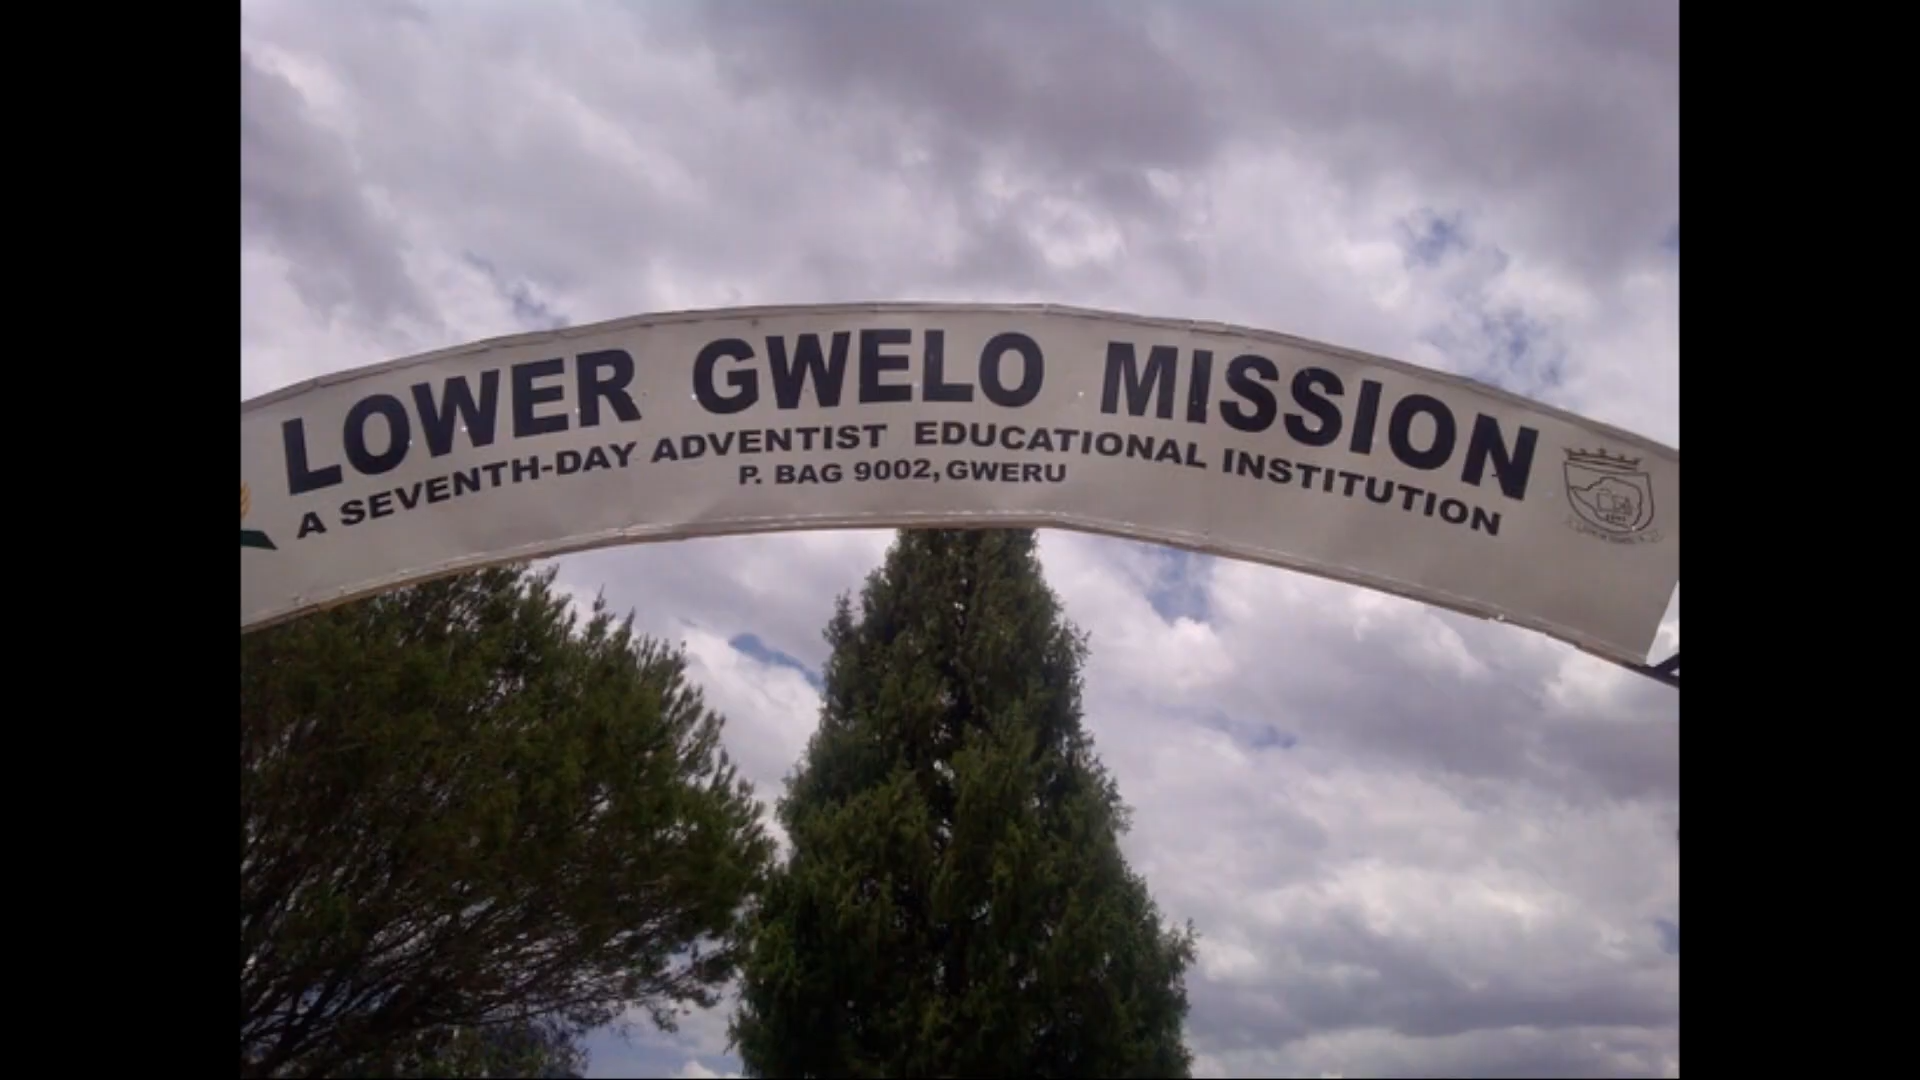 LOWER GWELO MISSION
A SEVENTH-DAY ADVENTIST EDUCATIONAL INSTITUTION
P. BAG 9002, GWERU